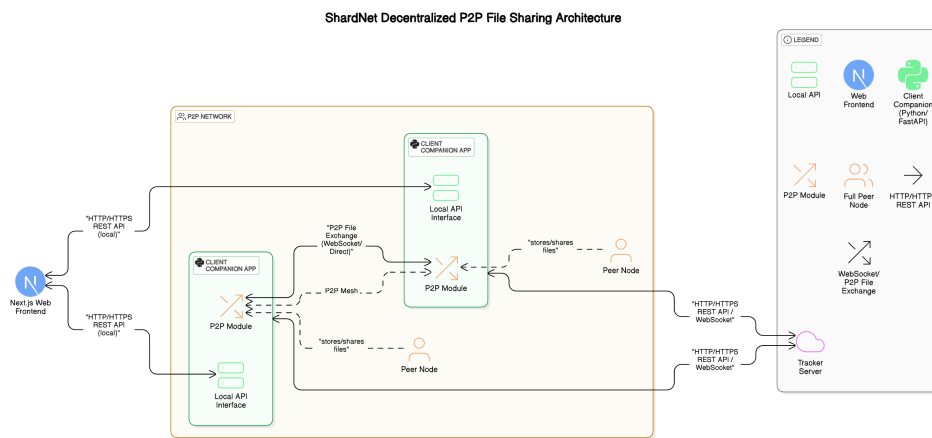 ShardNet Decentralized P2P File Sharing Architecture
LEGEND
Local API
Web
Frontend
Client
Companion
(Python/
FastAPI)
P2P Module
Full Peer
Node
HTTP/HTTPS
REST API
WebSocket/
P2P File
Exchange
P2P NETWORK
CLIENT
COMPANION APP
Local API
Interface
"HTTP/HTTPS
REST API
(local)"
"P2P File
Exchange
(WebSocket/
Direct)"
"stores/shares
files"
Peer Node
P2P Module
CLIENT
COMPANION APP
P2P Mesh
Next.js Web
Frontend
P2P Module
"HTTP/HTTPS
REST API /
WebSocket"
"HTTP/HTTPS
REST API
(local)"
"stores/shares
files"
Peer Node
"HTTP/HTTPS
REST API /
WebSocket"
Tracker
Server
Local API
Interface